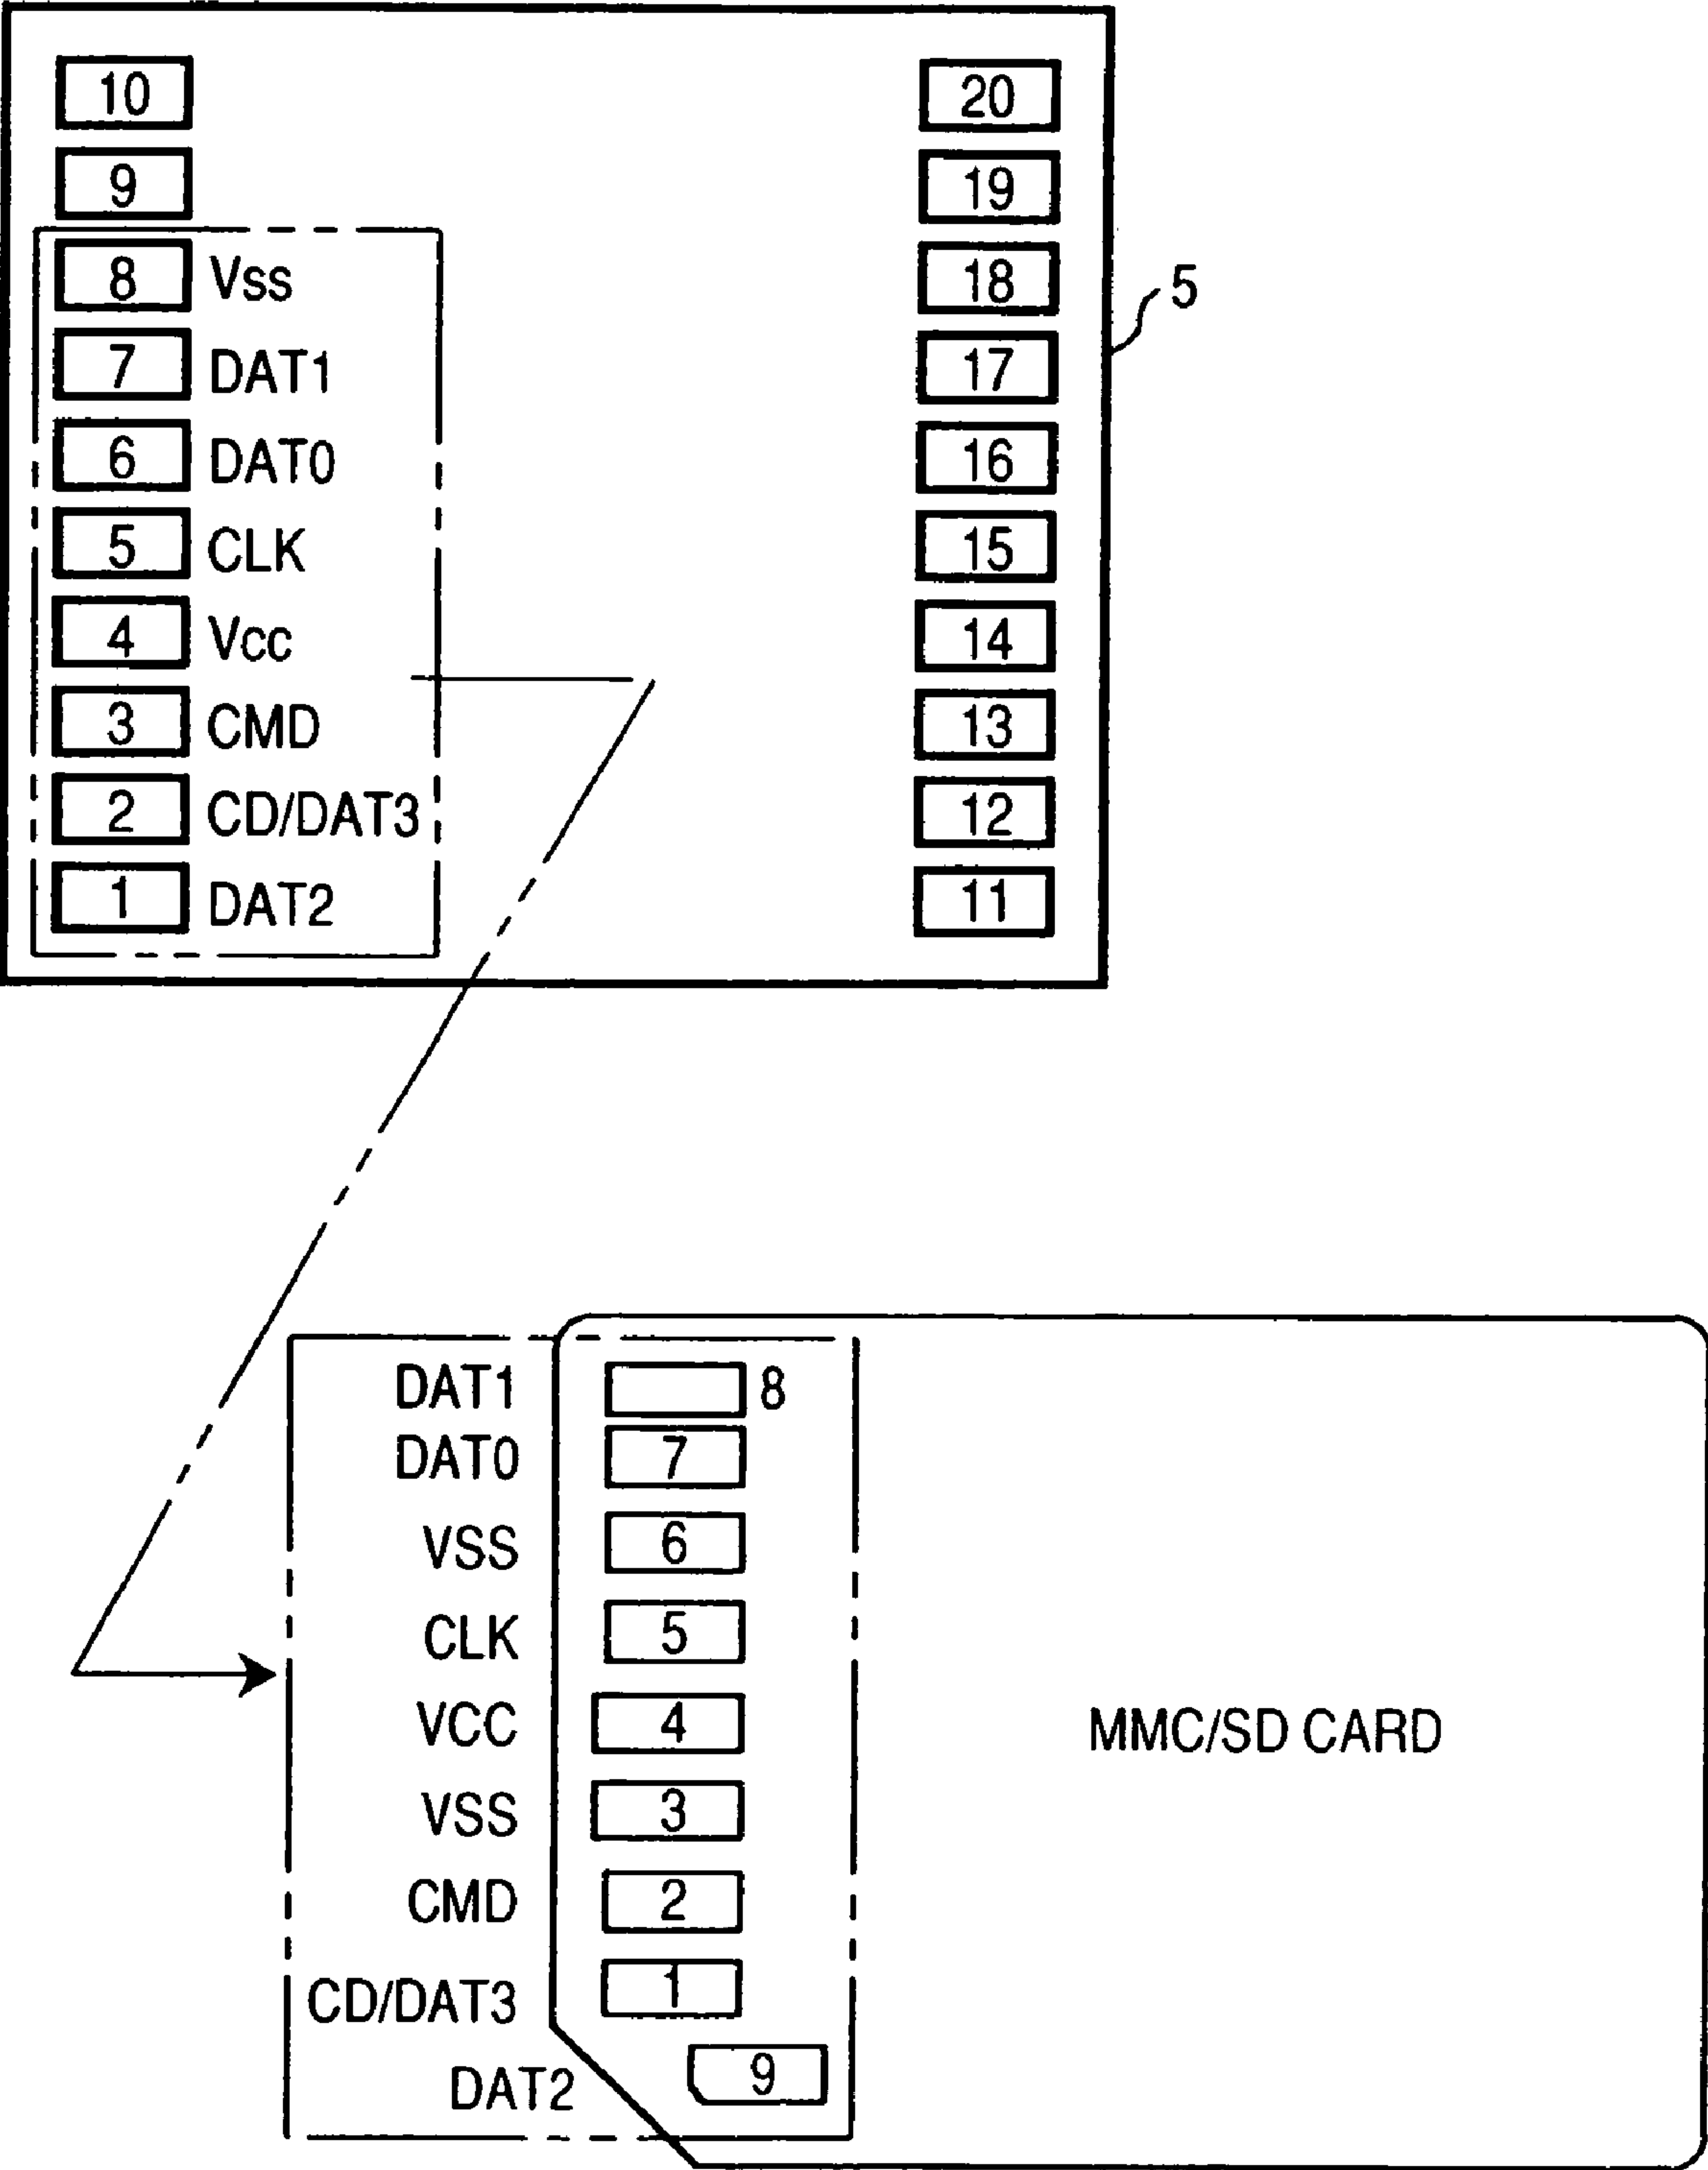 10 20
9 19
8 Vss 18
5
7 DAT1 17
6 DAT0 16
5 CLK 15
4 Vcc 14
3 CMD 13
2 CD/DAT3 12
1 DAT2 11
DAT1 8
DAT0 7
VSS 6
CLK 5
VCC 4
MMC/SD CARD
VSS 3
CMD 2
CD/DAT3 1
DAT2 9